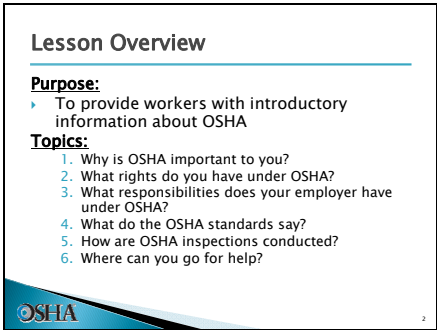 Lesson Overview
Purpose:
To provide workers with introductory
information about OSHA
Topics:
1. Why is OSHA important to you?
2. What rights do you have under OSHA?
3. What responsibilities does your employer have
under OSHA?
4. What do the OSHA standards say?
5. How are OSHA inspections conducted?
6. Where can you go for help?
OSHA
2